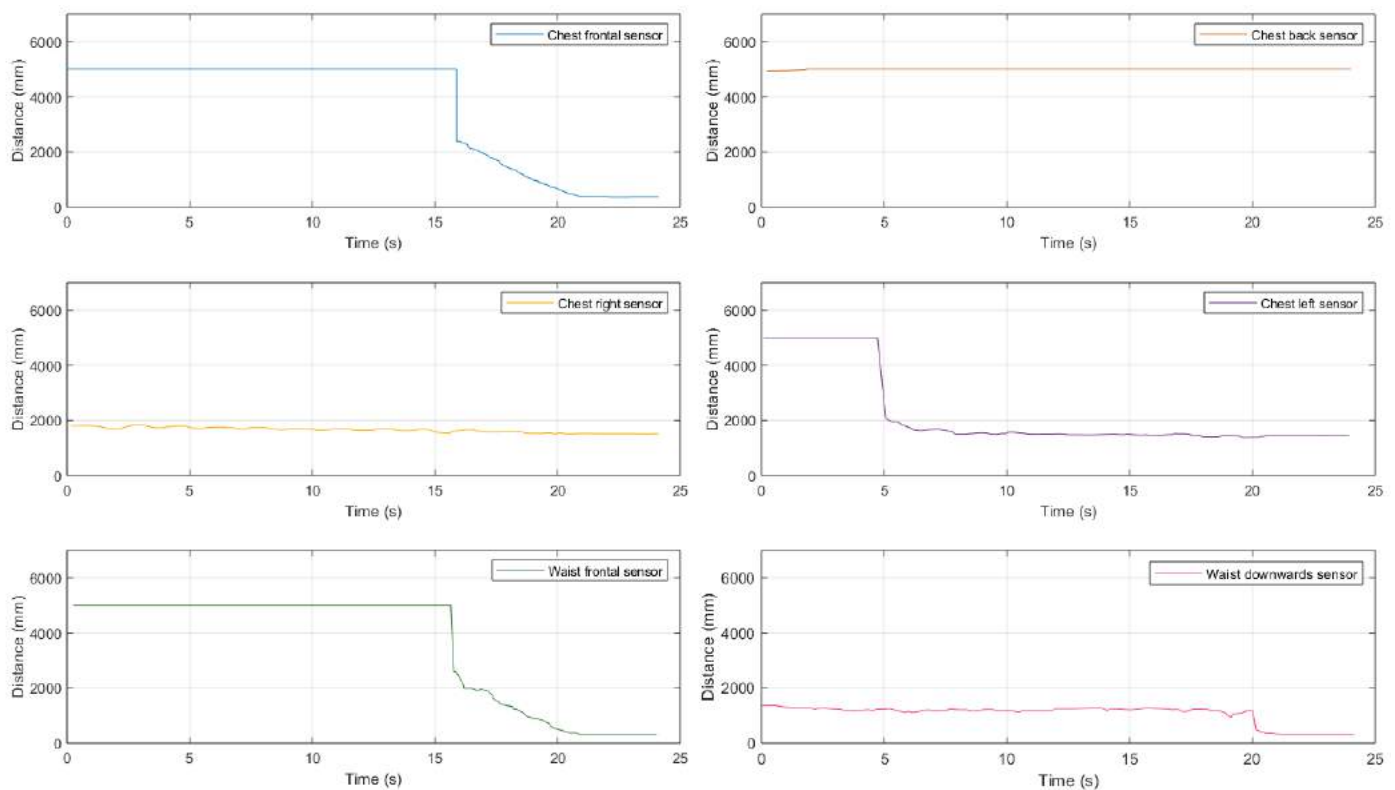 Chest frontal sensor
6000
4000
2000
0
Distance (mm)
0 5 10 15 20 25
Time (s)
Chest back sensor
6000
4000
2000
0
Distance (mm)
0 5 10 15 20 25
Time (s)
Chest right sensor
6000
4000
2000
0
Distance (mm)
0 5 10 15 20 25
Time (s)
Chest left sensor
6000
4000
2000
0
Distance (mm)
0 5 10 15 20 25
Time (s)
Waist frontal sensor
6000
4000
2000
0
Distance (mm)
0 5 10 15 20 25
Time (s)
Waist downwards sensor
6000
4000
2000
0
Distance (mm)
0 5 10 15 20 25
Time (s)